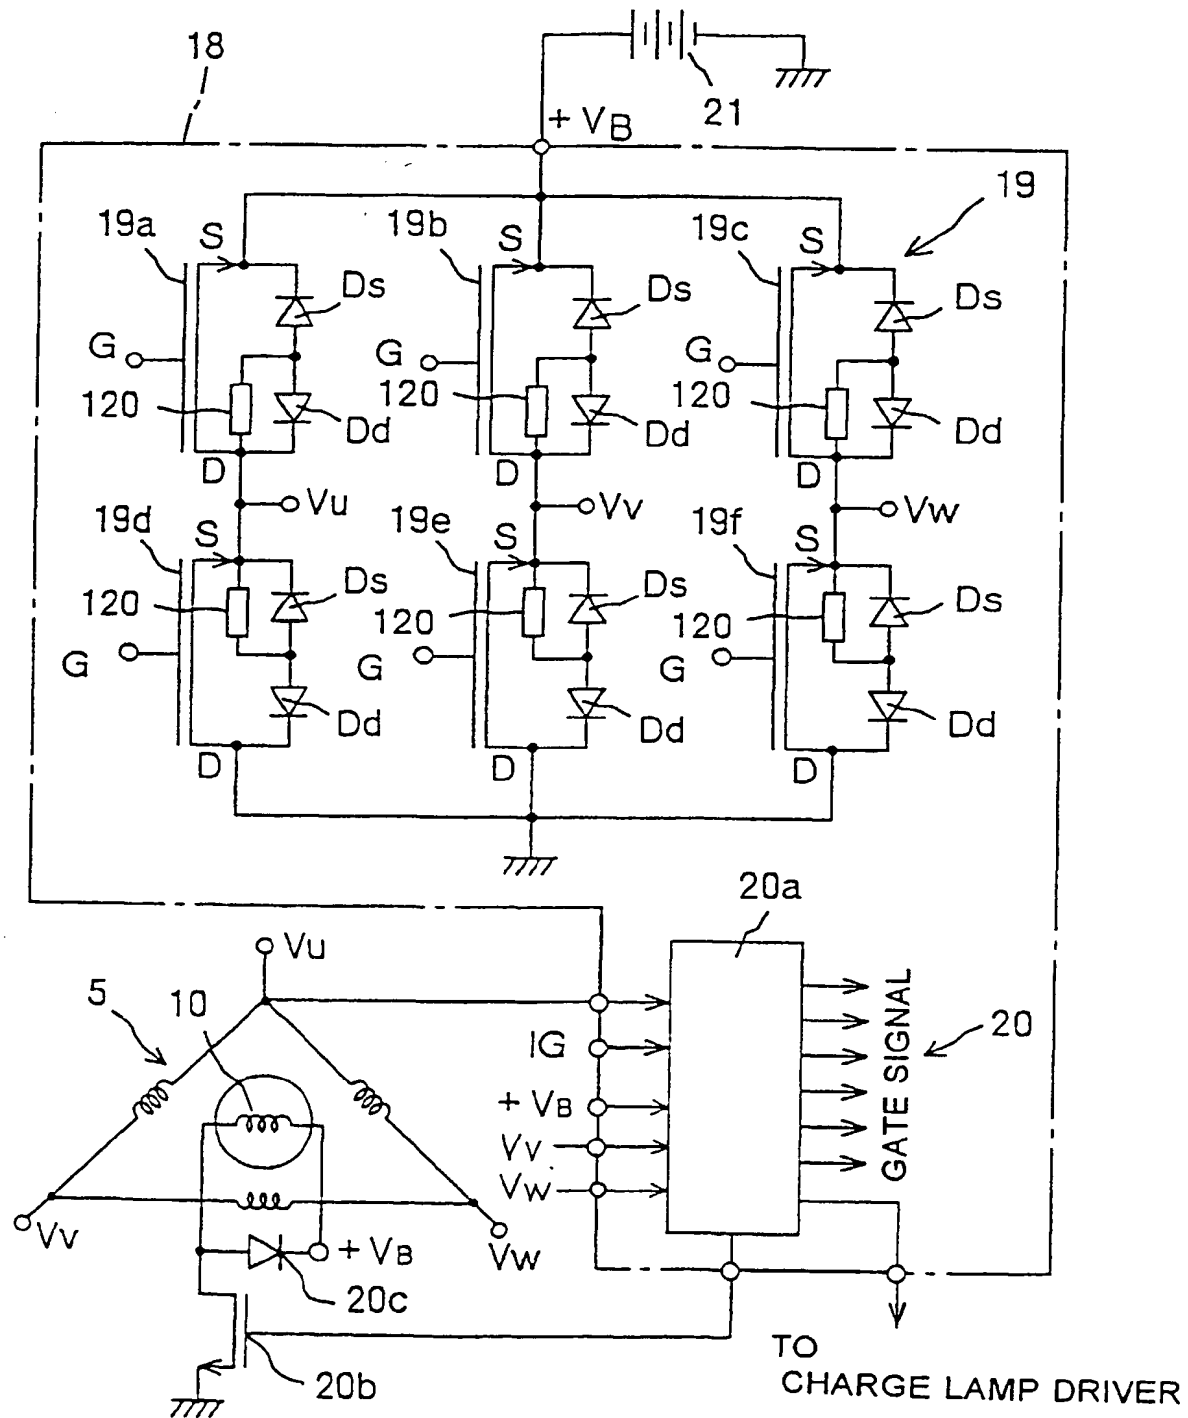 18
21
+ VB
19
19a
S
19b
S
19c
S
Ds
Ds
Ds
G
G
G
120
120
120
Dd
Dd
Dd
D
D
D
Vu
Vv
Vw
19d
S
19e
S
19f
S
Ds
Ds
Ds
120
120
120
G
G
G
Dd
Dd
Dd
D
D
D
20a
Vu
5
10
IG
+ VB
Vv
Vw
GATE SIGNAL
20
Vv
Vw
+ VB
20c
20b
TO
CHARGE LAMP DRIVER